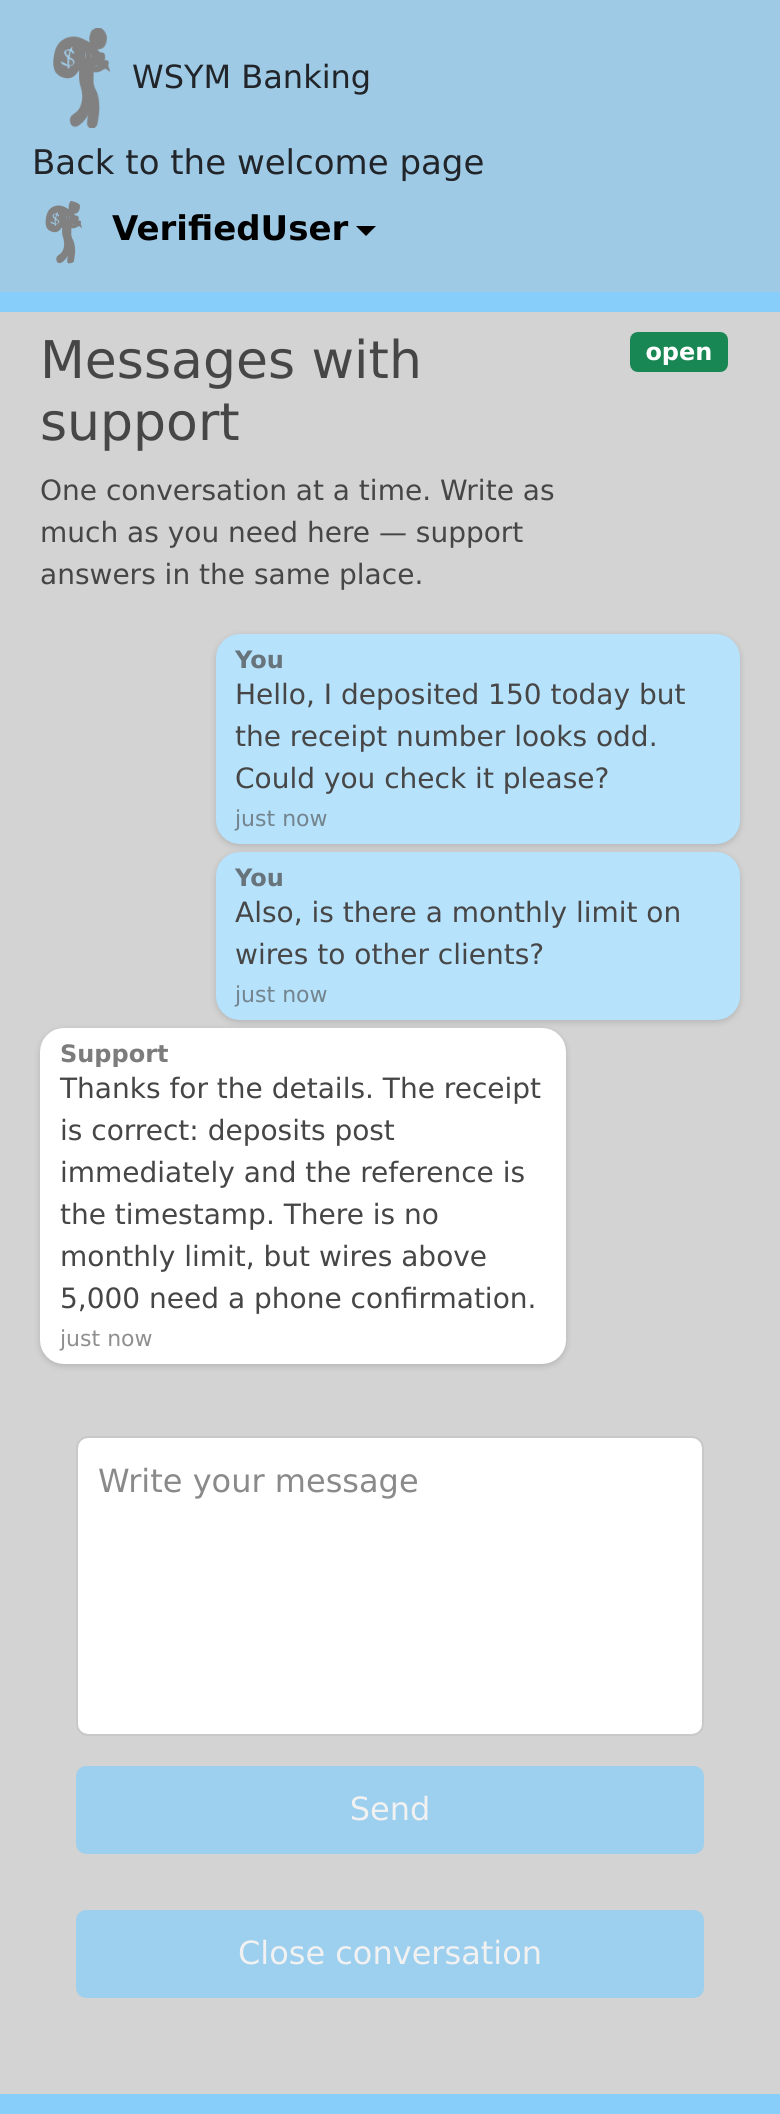 $
WSYM Banking
Back to the welcome page
$
VerifiedUser
Messages with
support
open
One conversation at a time. Write as
much as you need here — support
answers in the same place.
You
Hello, I deposited 150 today but
the receipt number looks odd.
Could you check it please?
just now
You
Also, is there a monthly limit on
wires to other clients?
just now
Support
Thanks for the details. The receipt
is correct: deposits post
immediately and the reference is
the timestamp. There is no
monthly limit, but wires above
5,000 need a phone confirmation.
just now
Write your message
Send
Close conversation